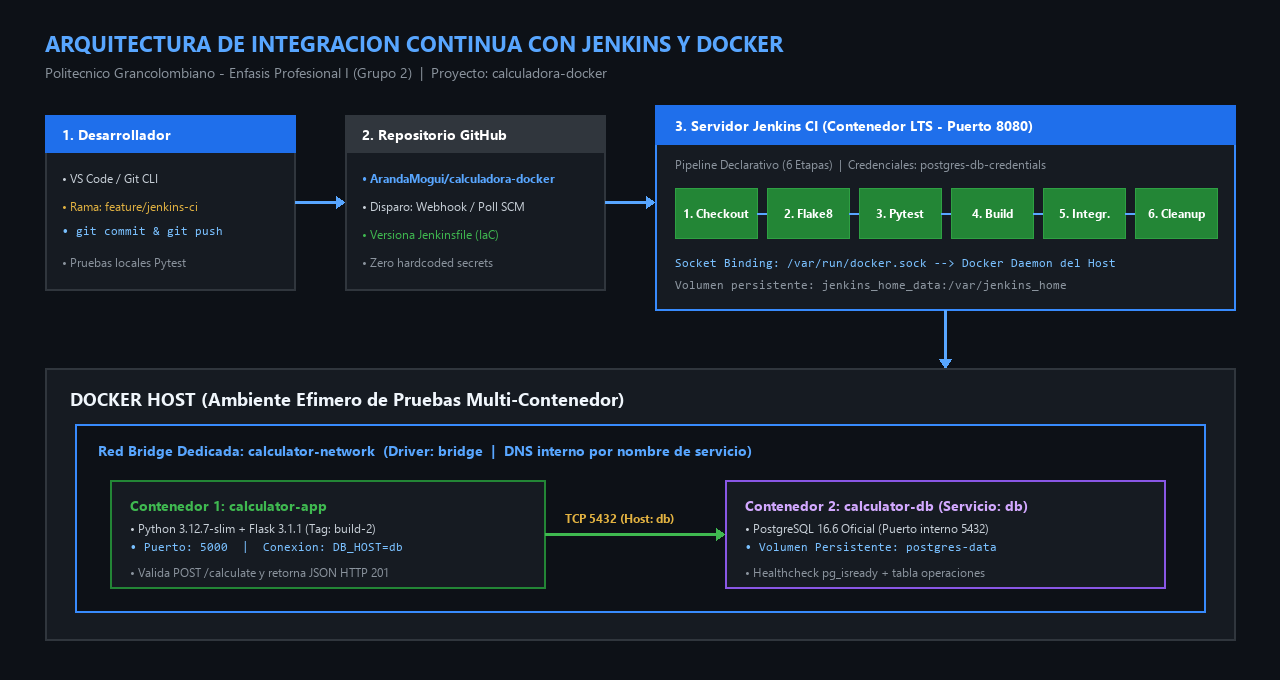 ARQUITECTURA DE INTEGRACION CONTINUA CON JENKINS Y DOCKER
Politecnico Grancolombiano - Enfasis Profesional I (Grupo 2)  |  Proyecto: calculadora-docker
1. Desarrollador
• VS Code / Git CLI
• Rama: feature/jenkins-ci
• git commit & git push
• Pruebas locales Pytest
2. Repositorio GitHub
• ArandaMogui/calculadora-docker
• Disparo: Webhook / Poll SCM
• Versiona Jenkinsfile (IaC)
• Zero hardcoded secrets
3. Servidor Jenkins CI (Contenedor LTS - Puerto 8080)
Pipeline Declarativo (6 Etapas)  |  Credenciales: postgres-db-credentials
1. Checkout
2. Flake8
3. Pytest
4. Build
5. Integr.
6. Cleanup
Socket Binding: /var/run/docker.sock --> Docker Daemon del Host
Volumen persistente: jenkins_home_data:/var/jenkins_home
DOCKER HOST (Ambiente Efimero de Pruebas Multi-Contenedor)
Red Bridge Dedicada: calculator-network  (Driver: bridge  |  DNS interno por nombre de servicio)
Contenedor 1: calculator-app
• Python 3.12.7-slim + Flask 3.1.1 (Tag: build-2)
• Puerto: 5000  |  Conexion: DB_HOST=db
• Valida POST /calculate y retorna JSON HTTP 201
TCP 5432 (Host: db)
Contenedor 2: calculator-db (Servicio: db)
• PostgreSQL 16.6 Oficial (Puerto interno 5432)
• Volumen Persistente: postgres-data
• Healthcheck pg_isready + tabla operaciones